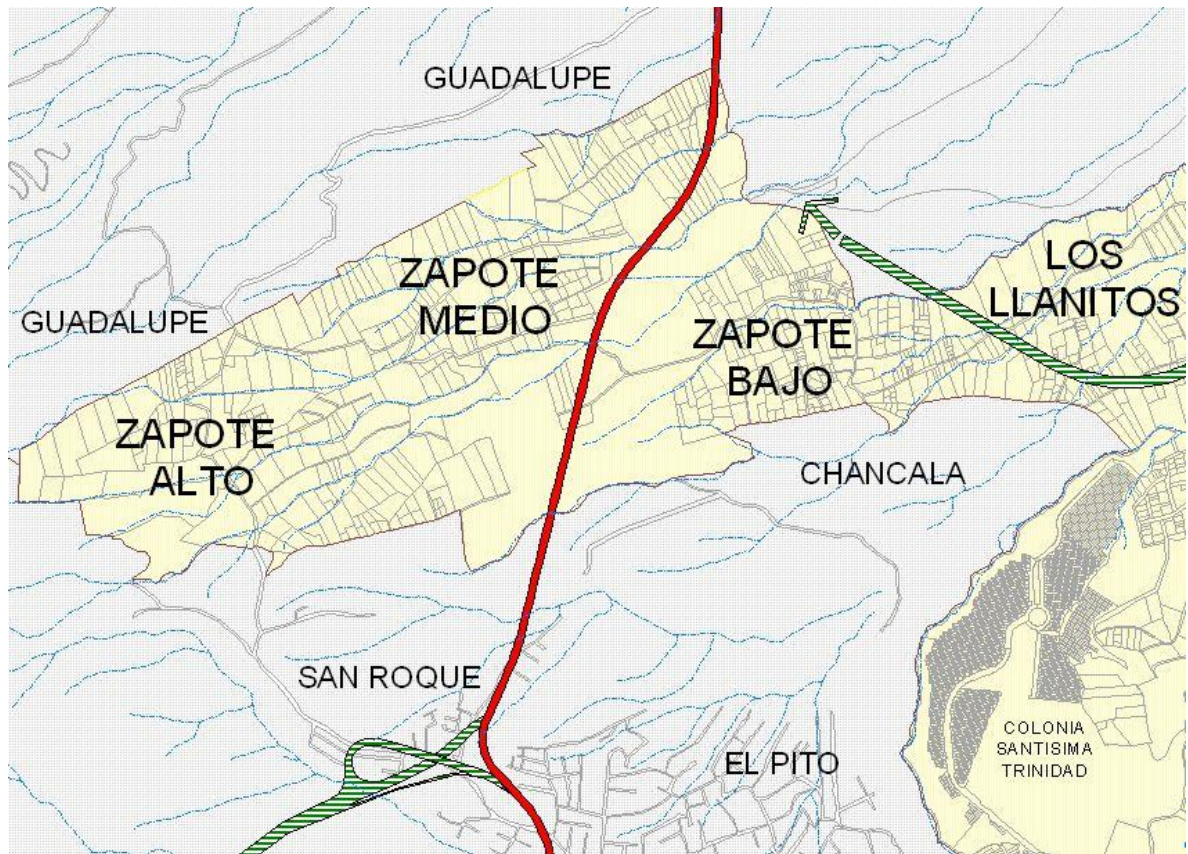 GUADALUPE
ZAPOTE
MEDIO
LOS
LLANITOS
GUADALUPE
ZAPOTE
BAJO
ZAPOTE
ALTO
CHANCALA
SAN ROQUE
EL PITO
COLONIA
SANTISIMA
TRINIDAD